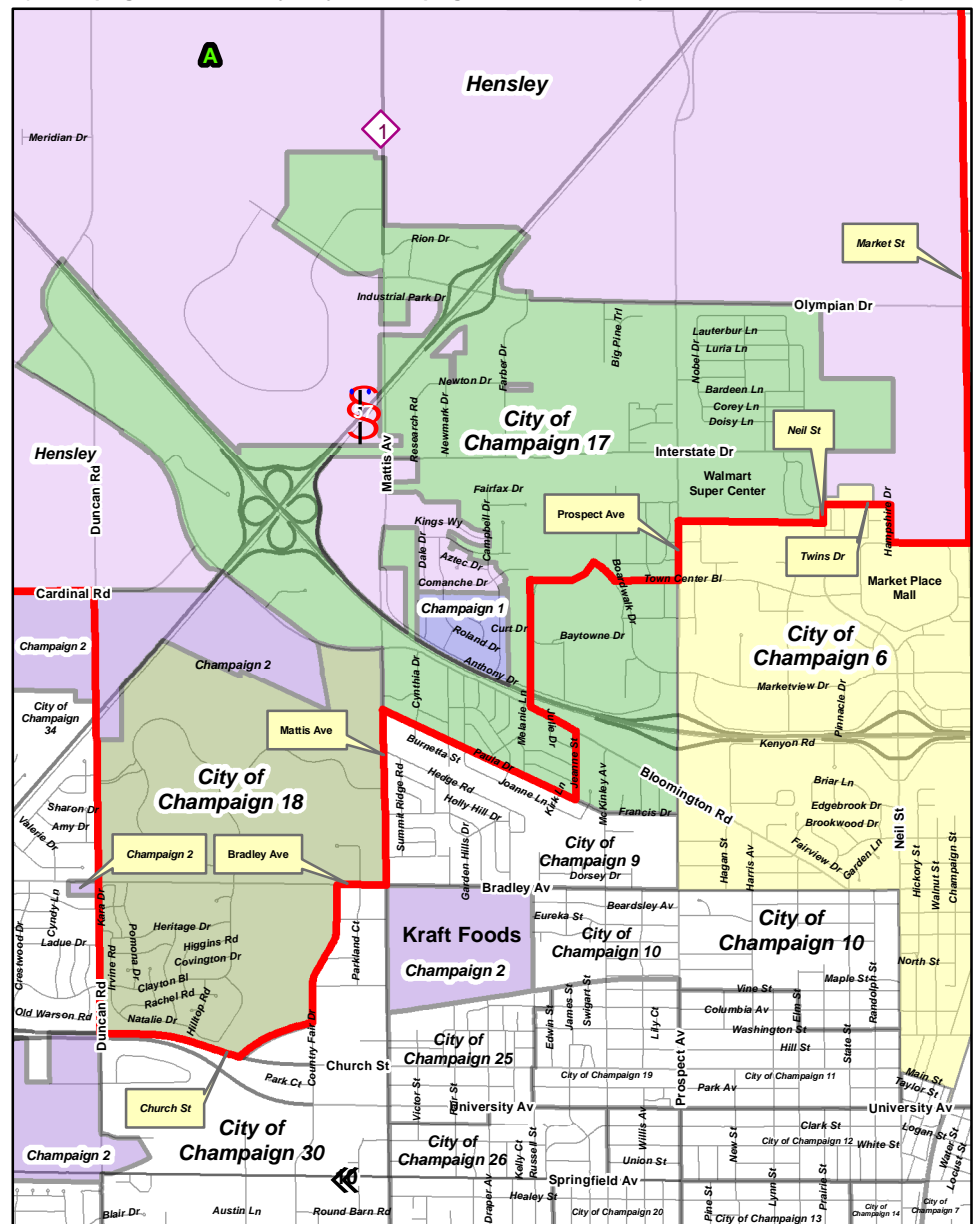 A
Hensley
1
Meridian Dr
Market St
Rion Dr
Industrial Park Dr
Olympian Dr
Big Pine Trl
Lauterbur Ln
Nobel Dr
Luria Ln
Farber Dr
Newton Dr
Bardeen Ln
Corey Ln
Doisy Ln
Research Rd
Newmark Dr
City of
Champaign 17
Neil St
Hensley
Duncan Rd
Mattis Av
Interstate Dr
Walmart
Super Center
Fairfax Dr
Prospect Ave
Hampshire Dr
Kings Wy
Campbell Dr
Dale Dr
Aztec Dr
Twins Dr
Comanche Dr
Boardwalk Dr
Town Center Bl
Market Place
Mall
Cardinal Rd
Champaign 1
Roland Dr
Curt Dr
Baytowne Dr
City of
Champaign 6
Champaign 2
Champaign 2
Anthony Dr
Cynthia Dr
Marketview Dr
Pinnacle Dr
City of
Champaign
34
Melanie Ln
Julie Dr
Mattis Ave
Burnetta St
Paula Dr
Jeanne St
Kenyon Rd
City of
Champaign 18
Summit Ridge Rd
Hedge Rd
Joanne Ln
Kirk Ln
McKinley Av
Bloomington Rd
Briar Ln
Holly Hill Dr
Francis Dr
Edgebrook Dr
Brookwood Dr
Sharon Dr
Amy Dr
Valerie Dr
Neil St
Champaign 2
Bradley Ave
Garden Hills Dr
City of
Champaign 9
Dorsey Dr
Hagan St
Harris Av
Fairview Dr
Garden Ln
Hickory St
Walnut St
Champaign St
Bradley Av
Kara Dr
Cyndy Ln
Crestwood Dr
Beardsley Av
Eureka St
City of
Champaign 10
City of
Champaign 10
Ladue Dr
Irvine Rd
Pomona Dr
Heritage Dr
Higgins Rd
Covington Dr
Parkland Ct
Kraft Foods
Champaign 2
North St
Clayton Bl
Rachel Rd
Hilltop Rd
Natalie Dr
Maple St
Vine St
Randolph St
Columbia Av
Elm St
Old Warson Rd
Duncan Rd
Edwin St
James St
Swigart St
Lily Ct
Washington St
Hill St
State St
Country Fair Dr
Church St
City of
Champaign 25
Prospect Av
Park Ct
City of Champaign 19
City of Champaign 11
Park Av
Main St
Taylor St
Church St
Victor St
University Av
University Av
City of
Champaign 30
Willis Av
New St
Clark St
City of Champaign 12
White St
Logan St
Water St
Locust St
Champaign 2
City of
Champaign 26
Kelly Ct
Russell St
Union St
Springfield Av
Draper Av
Healey St
Pine St
Lynn St
Prairie St
Blair Dr
Austin Ln
Round Barn Rd
City of Champaign 20
City of Champaign 13
City of
Champaign 14
City of
Champaign 7